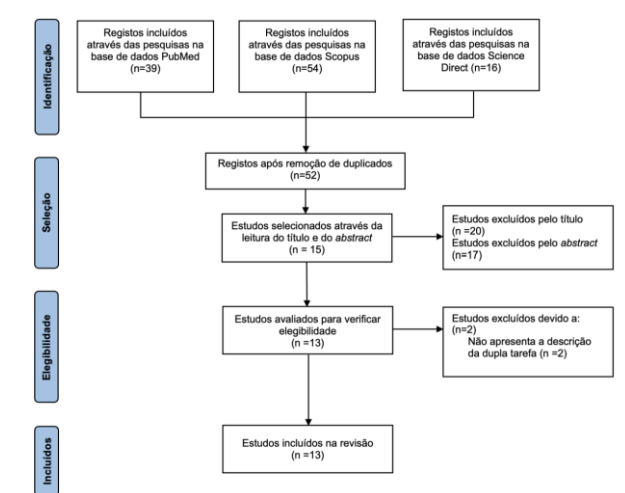 Identificação
Registos incluídos
através das pesquisas na
base de dados PubMed
(n=39)
Registos incluídos
através das pesquisas na
base de dados Scopus
(n=54)
Registos incluídos
através das pesquisas na
base de dados Science
Direct (n=16)
Seleção
Registos após remoção de duplicados
(n=52)
Estudos selecionados através da
leitura do título e do abstract
(n = 15)
Estudos excluídos pelo título
(n =20)
Estudos excluídos pelo abstract
(n=17)
Elegibilidade
Estudos avaliados para verificar
elegibilidade
(n =13)
Estudos excluídos devido a:
(n=2)
Não apresenta a descrição
da dupla tarefa (n =2)
Incluídos
Estudos incluídos na revisão
(n =13)